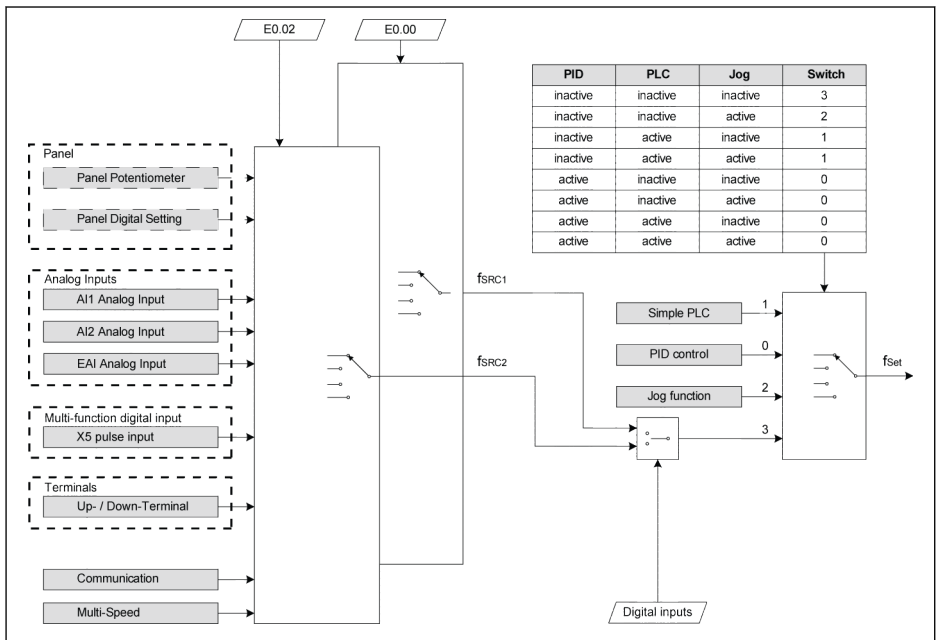 E0.02
E0.00
PID PLC Jog Switch
inactive inactive inactive 3
inactive inactive active 2
inactive active inactive 1
inactive active active 1
active inactive inactive 0
active inactive active 0
active active inactive 0
active active active 0
Panel
Panel Potentiometer
Panel Digital Setting
Analog Inputs
AI1 Analog Input
AI2 Analog Input
EAI Analog Input
Multi-function digital input
X5 pulse input
Terminals
Up- / Down-Terminal
Communication
Multi-Speed
fSRC1
fSRC2
Simple PLC
1
PID control
0
Jog function
2
3
fSet
Digital inputs